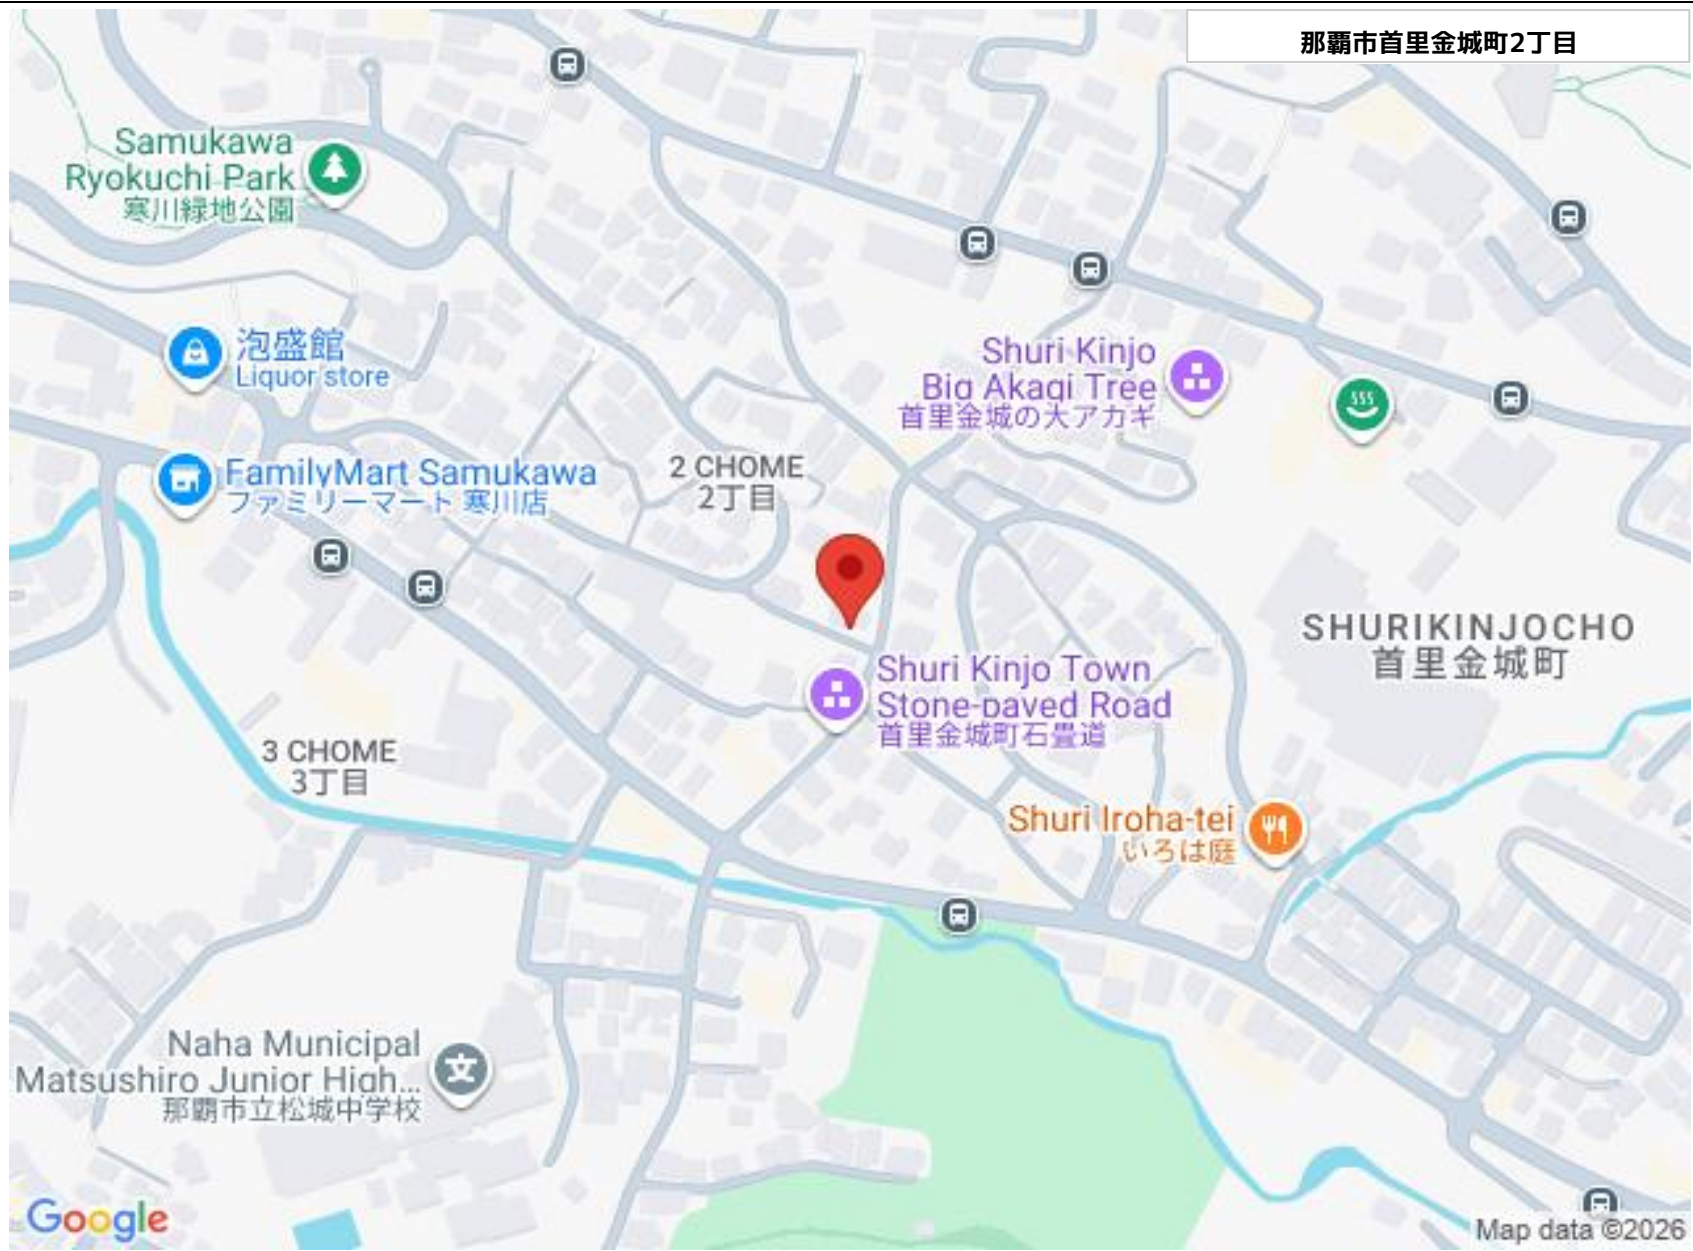 那覇市首里金城町2丁目
Samukawa
Ryokuchi Park
寒川緑地公園
泡盛館
Liquor store
Shuri Kinjo
Big Akagi Tree
首里金城の大アカギ
FamilyMart Samukawa
ファミリーマート 寒川店
2 CHOME
2丁目
SHURIKINJOCHO
首里金城町
Shuri Kinjo Town
Stone-paved Road
首里金城町石畳道
3 CHOME
3丁目
Shuri Iroha-tei
いろは庭
Naha Municipal
Matsushiro Junior High...
那覇市立松城中学校
文
Google
Map data ©2026